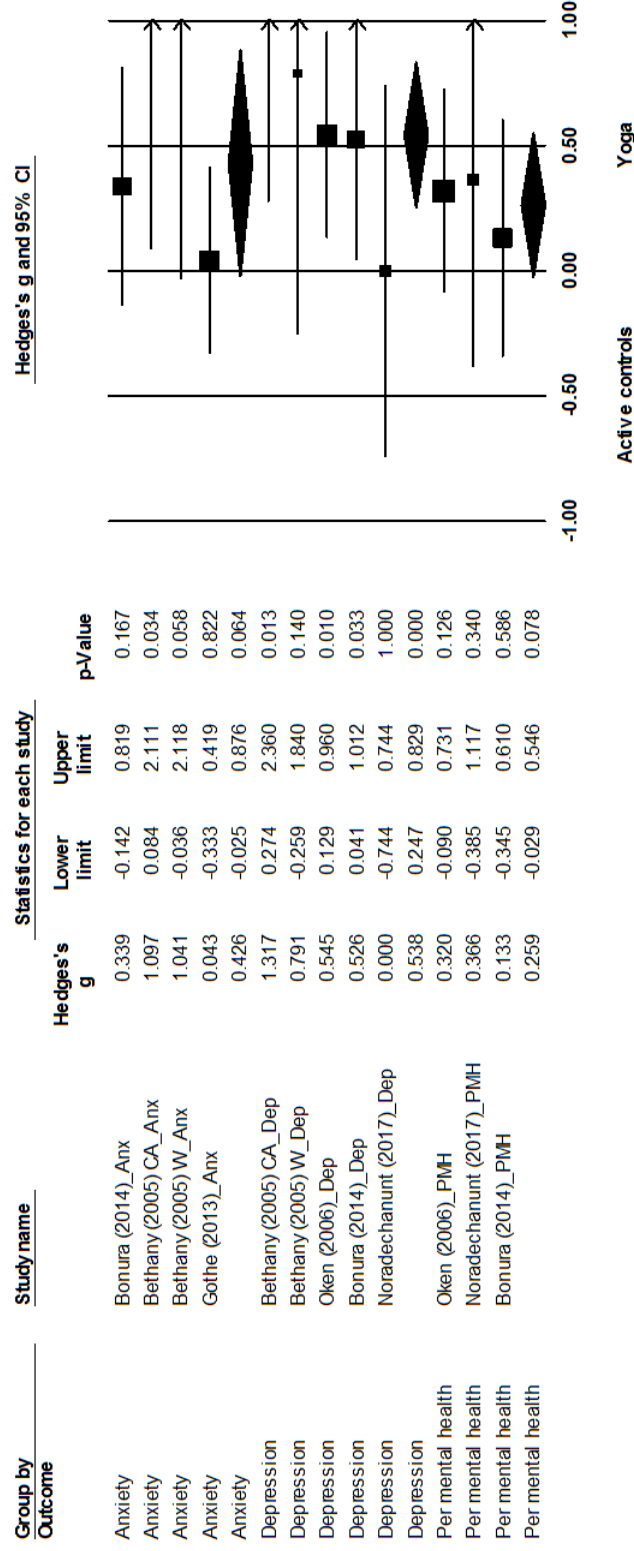 Group by Outcome Study name Statistics for each study Hedges's g and 95% CI
Hedges's g Lower limit Upper limit p-Value
Anxiety Bonura (2014)_Anx 0.339 -0.142 0.819 0.167
Anxiety Bethany (2005) CA_Anx 1.097 0.084 2.111 0.034
Anxiety Bethany (2005) W_Anx 1.041 -0.036 2.118 0.058
Anxiety Gothe (2013)_Anx 0.043 -0.333 0.419 0.822
Anxiety 0.426 -0.025 0.876 0.064
Depression Bethany (2005) CA_Dep 1.317 0.274 2.360 0.013
Depression Bethany (2005) W_Dep 0.791 -0.259 1.840 0.140
Depression Oken (2006)_Dep 0.545 0.129 0.960 0.010
Depression Bonura (2014)_Dep 0.526 0.041 1.012 0.033
Depression Noradechanunt (2017)_Dep 0.000 -0.744 0.744 1.000
Depression 0.538 0.247 0.829 0.000
Per mental health Oken (2006)_PMH 0.320 -0.090 0.731 0.126
Per mental health Noradechanunt (2017)_PMH 0.366 -0.385 1.117 0.340
Per mental health Bonura (2014)_PMH 0.133 -0.345 0.610 0.586
Per mental health 0.259 -0.029 0.546 0.078
-1.00 -0.50 0.00 0.50 1.00
Active controls Yoga